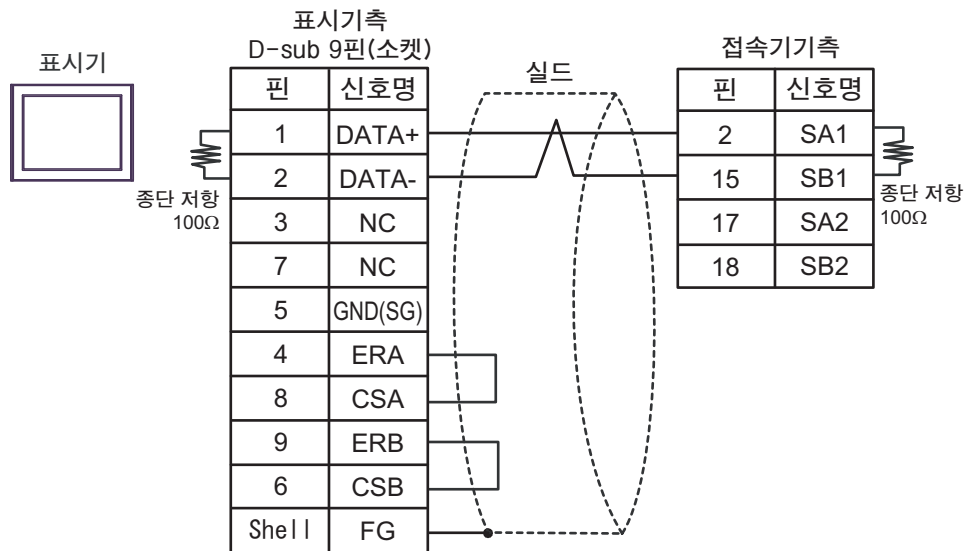 표시기측
D-sub 9핀(소켓)
표시기
실드
접속기기측
핀 신호명
1 DATA+
2 DATA-
3 NC
7 NC
5 GND(SG)
4 ERA
8 CSA
9 ERB
6 CSB
Shell FG
종단 저항
100Ω
핀 신호명
2 SA1
15 SB1
17 SA2
18 SB2
종단 저항
100Ω